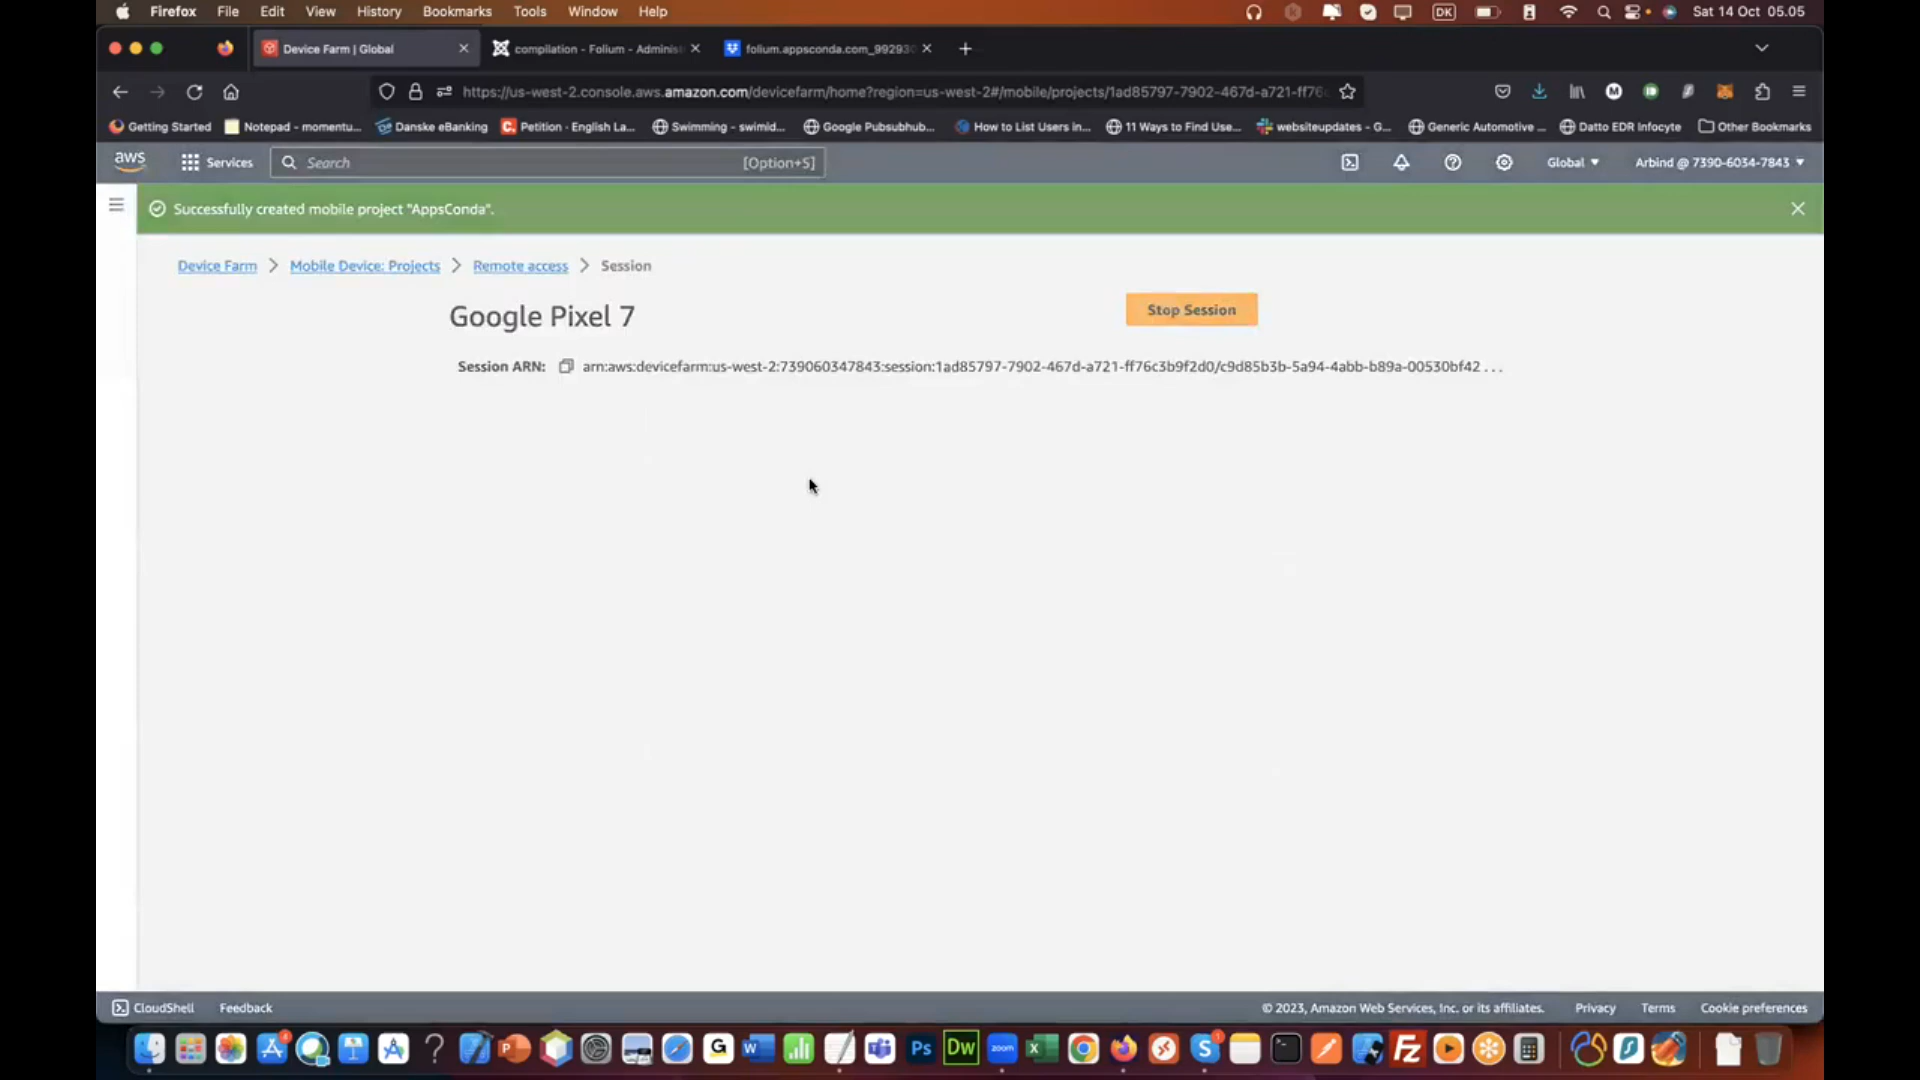 Firefox File Edit View History Bookmarks Tools Window Help DK Sat 14 Oct 05.05
Device Farm | Global compilation - Folium - Adminis folium.appsconda.com_99293
https://us-west-2.console.aws.amazon.com/devicefarm/home?region=us-west-2#/mobile/projects/1ad85797-7902-467d-a721-ff76
Getting Started Notepad - momentu... Danske eBanking Petition - English La... Swimming - swimid... Google Pubsubhub... How to List Users in... 11 Ways to Find Use... websiteupdates - G... Generic Automotive ... Datto EDR Infocyte Other Bookmarks
aws Services Search [Option+S] Global Arbind @ 7390-6034-7843
Successfully created mobile project "AppsConda".
Device Farm Mobile Device: Projects Remote access Session
Google Pixel 7 Stop Session
Session ARN: arn:aws:devicefarm:us-west-2:739060347843:session:1ad85797-7902-467d-a721-ff76c3b9f2d0/c9d85b3b-5a94-4abb-b89a-00530bf42 ...
CloudShell Feedback © 2023, Amazon Web Services, Inc. or its affiliates. Privacy Terms Cookie preferences
G W Ps Dw zoom X S Fz